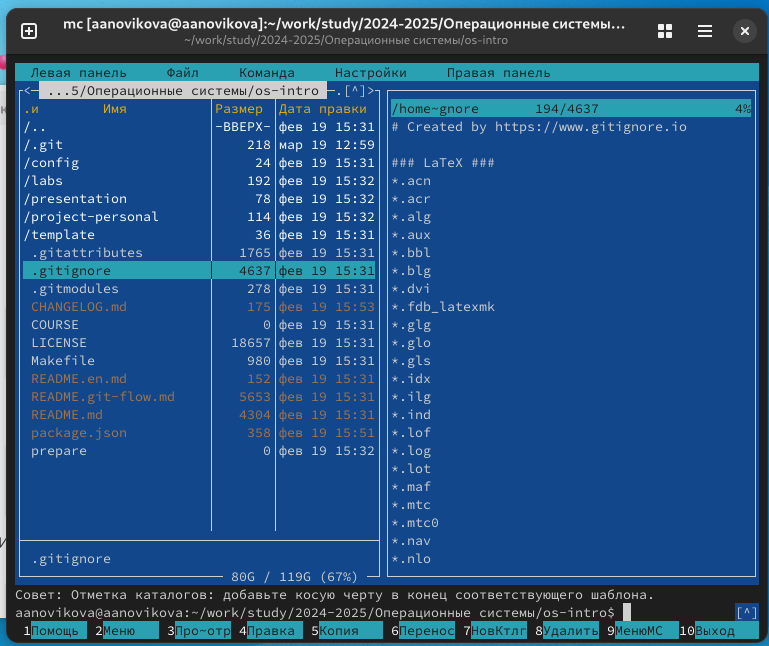 mc [aanovikova@aanovikova]:~/work/study/2024-2025/Операционные системы/...
~/work/study/2024-2025/Операционные системы/os-intro
Левая панель Файл Команда Настройки Правая панель
<— ...5/Операционные системы/os-intro —.[^]>
.и Имя Размер Дата правки
/.. -ВВЕРХ- фев 19 15:31
/.git 218 мар 19 12:59
/config 24 фев 19 15:31
/labs 192 фев 19 15:32
/presentation 78 фев 19 15:32
/project-personal 114 фев 19 15:32
/template 36 фев 19 15:31
.gitattributes 1765 фев 19 15:31
.gitignore 4637 фев 19 15:31
.gitmodules 278 фев 19 15:31
CHANGELOG.md 175 фев 19 15:53
COURSE 0 фев 19 15:31
LICENSE 18657 фев 19 15:31
Makefile 980 фев 19 15:31
README.en.md 152 фев 19 15:31
README.git-flow.md 5653 фев 19 15:31
README.md 4304 фев 19 15:31
package.json 358 фев 19 15:51
prepare 0 фев 19 15:32
.gitignore
80G / 119G (67%)
/home~gnore 194/4637 4%
# Created by https://www.gitignore.io
### LaTeX ###
*.acn
*.acr
*.alg
*.aux
*.bbl
*.blg
*.dvi
*.fdb_latexmk
*.glg
*.glo
*.gls
*.idx
*.ilg
*.ind
*.lof
*.log
*.lot
*.maf
*.mtc
*.mtc0
*.nav
*.nlo
Совет: Отметка каталогов: добавьте косую черту в конец соответствующего шаблона.
aanovikova@aanovikova:~/work/study/2024-2025/Операционные системы/os-intro$ [^]
1Помощь 2Меню 3Про~отр 4Правка 5Копия 6Перенос 7НовКтлг 8Удалить 9МенюMC 10Выход